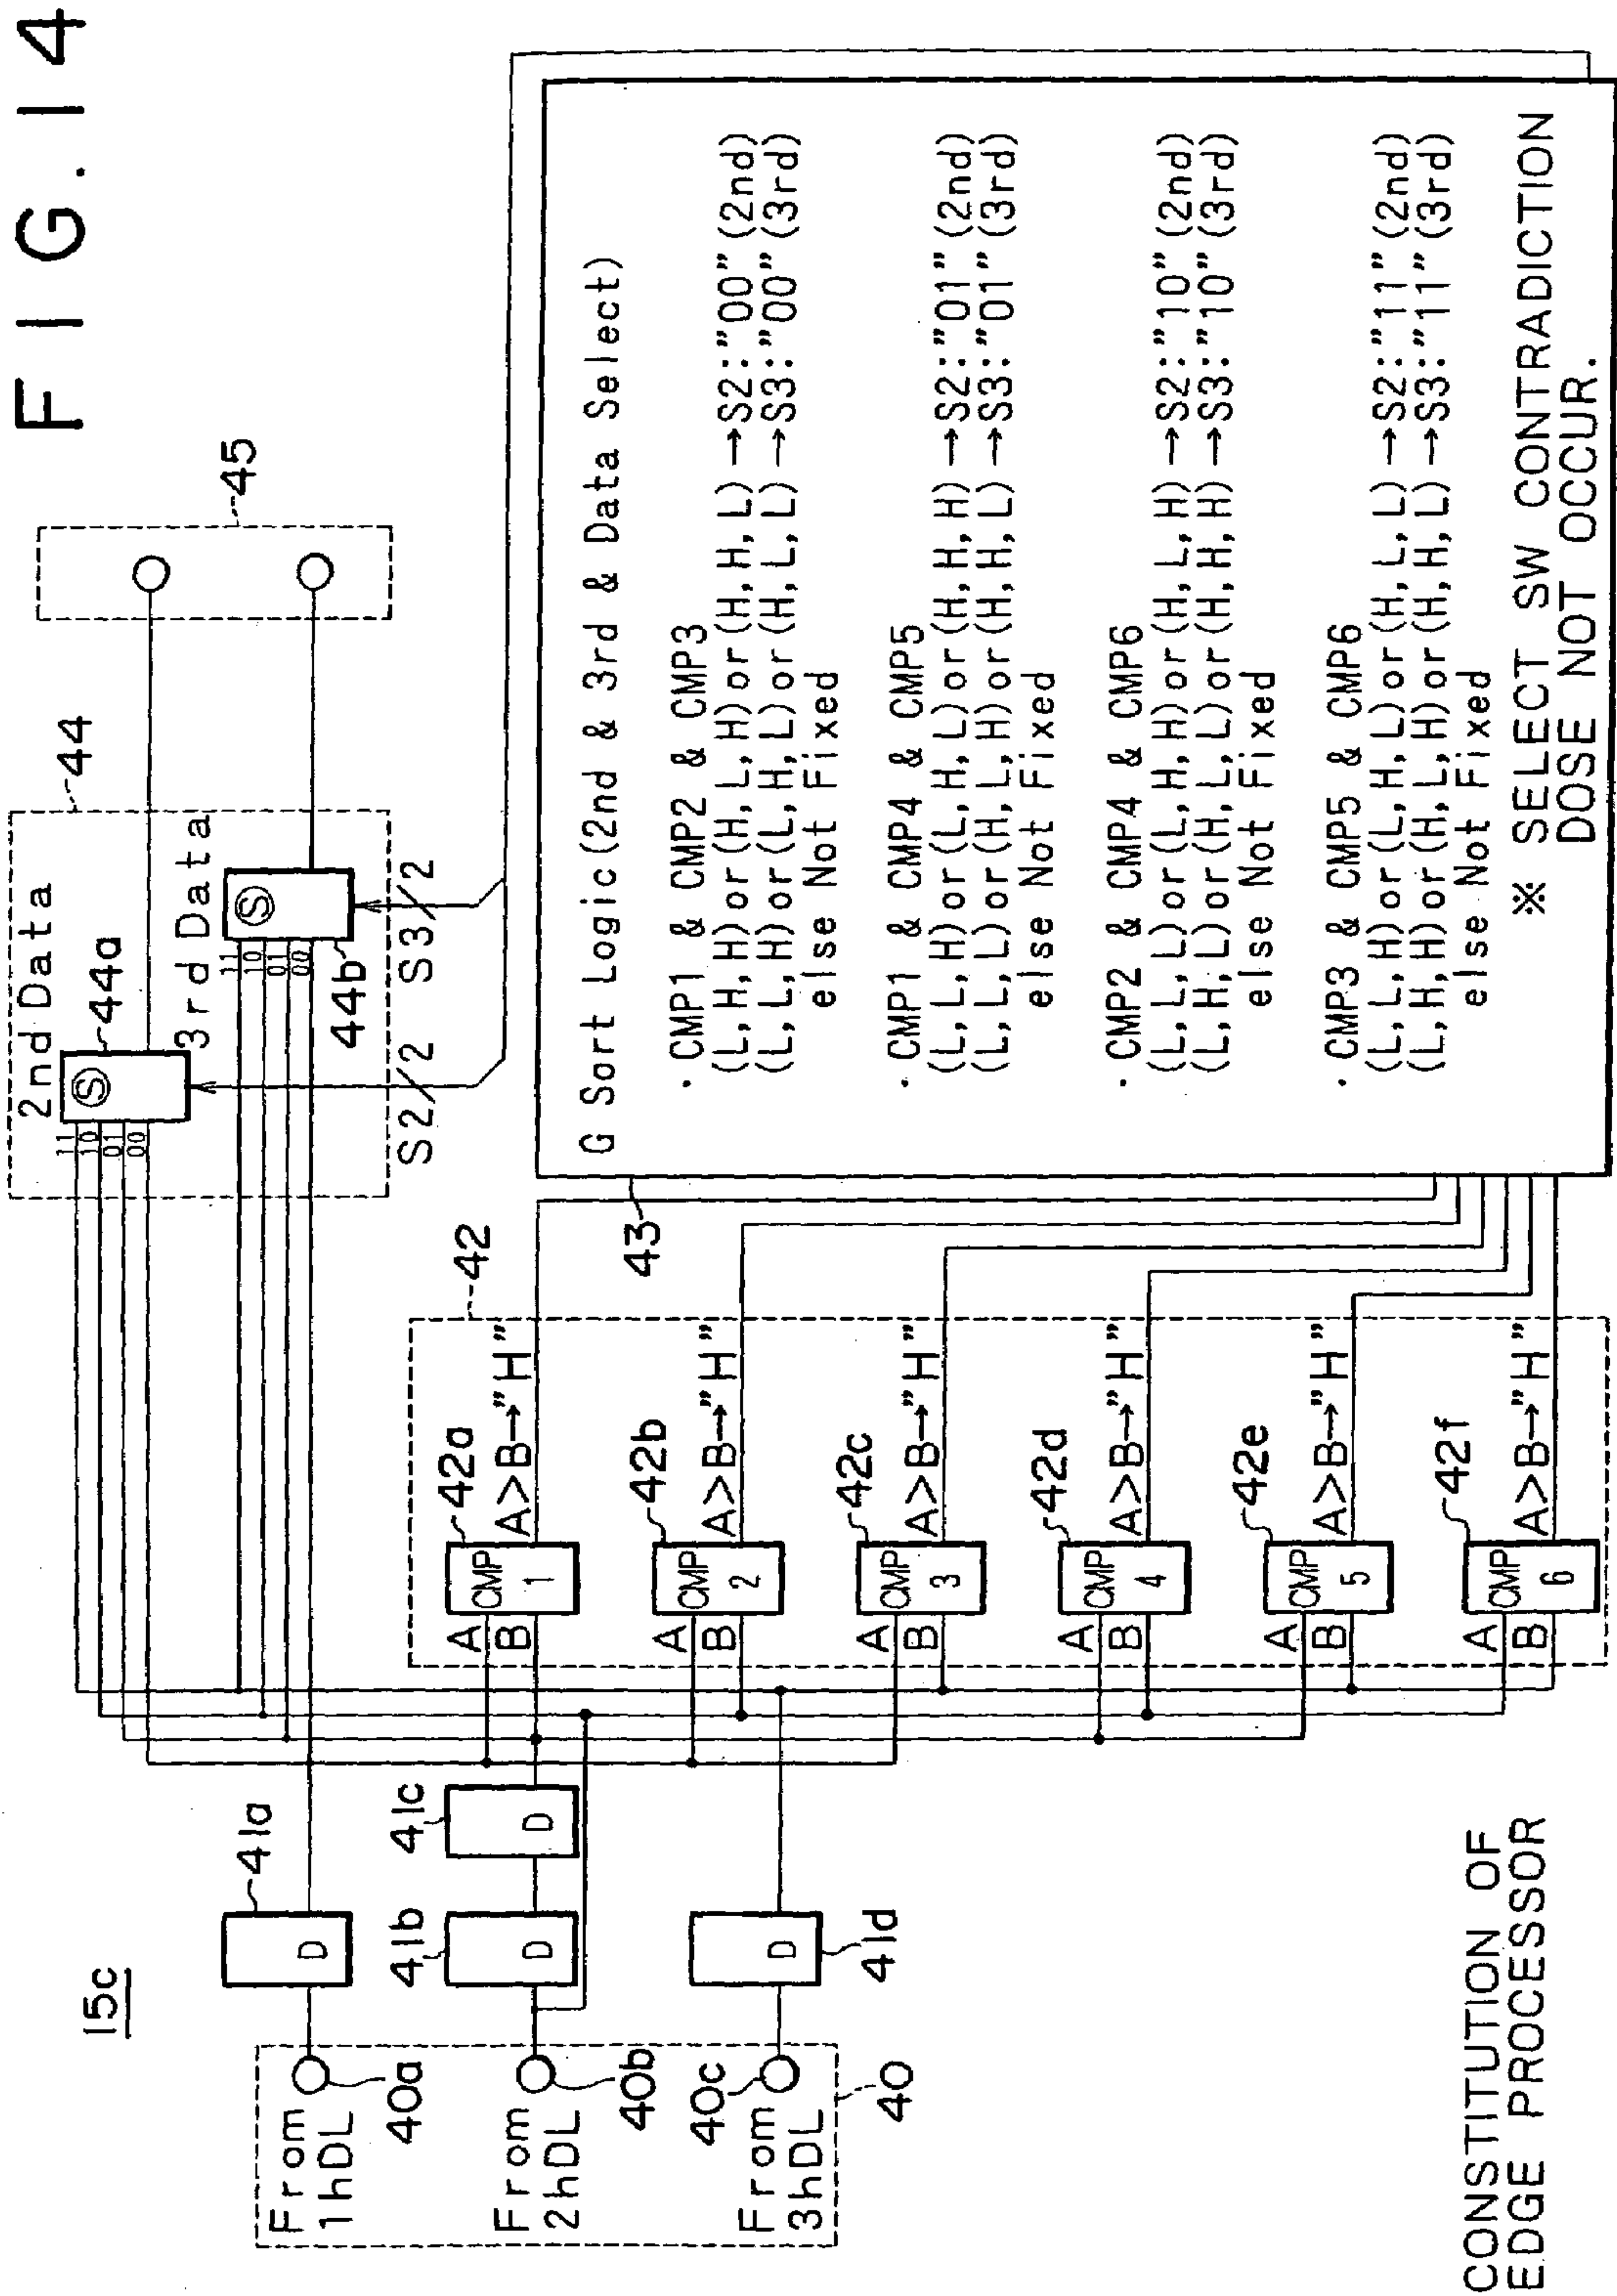 FIG.14
15c
From
1hDL
40a
From
2hDL
40b
From
3hDL
40c
40
D
41a
D
41b
D
41c
D
41d
42
A
B
CMP
1
42a
A>B→"H"
A
B
CMP
2
42b
A>B→"H"
A
B
CMP
3
42c
A>B→"H"
A
B
CMP
4
42d
A>B→"H"
A
B
CMP
5
42e
A>B→"H"
A
B
CMP
6
42f
A>B→"H"
44
2nd Data
44a
S
11
10
01
00
3rd Data
S
44b
11
10
01
00
S2/2
S3/2
45
43
G Sort Logic(2nd & 3rd & Data Select)
· CMP1 & CMP2 & CMP3
(L,H,H)or(H,L,H)or(H,H,L)→S2:"00"(2nd)
(L,L,H)or(L,H,L)or(H,L,L)→S3:"00"(3rd)
else Not Fixed
· CMP1 & CMP4 & CMP5
(L,L,H)or(L,H,L)or(H,H,H)→S2:"01"(2nd)
(L,L,L)or(H,L,H)or(H,H,L)→S3:"01"(3rd)
else Not Fixed
· CMP2 & CMP4 & CMP6
(L,L,L)or(L,H,H)or(H,L,H)→S2:"10"(2nd)
(L,H,L)or(H,L,L)or(H,H,H)→S3:"10"(3rd)
else Not Fixed
· CMP3 & CMP5 & CMP6
(L,L,H)or(L,H,L)or(H,L,L)→S2:"11"(2nd)
(L,H,H)or(H,L,H)or(H,H,L)→S3:"11"(3rd)
else Not Fixed
※ SELECT SW CONTRADICTION
DOSE NOT OCCUR.
CONSTITUTION OF
EDGE PROCESSOR